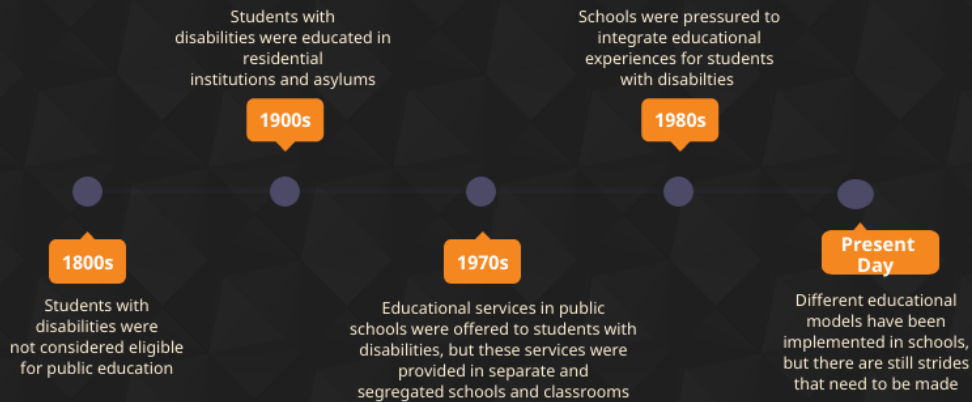 Students with
disabilities were educated in
residential
institutions and asylums
1900s
Schools were pressured to
integrate educational
experiences for students
with disabilties
1980s
1800s
Students with
disabilities were
not considered eligible
for public education
1970s
Educational services in public
schools were offered to students with
disabilities, but these services were
provided in separate and
segregated schools and classrooms
Present
Day
Different educational
models have been
implemented in schools,
but there are still strides
that need to be made